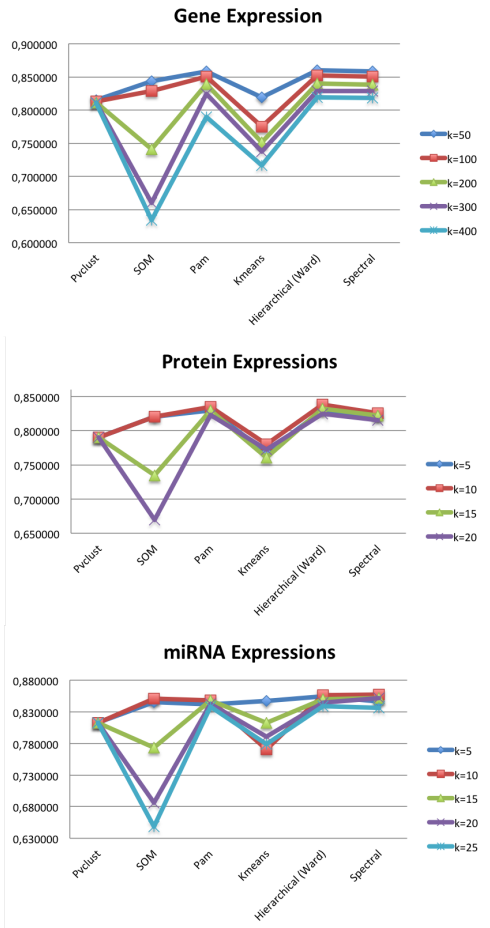 Gene Expression
0,900000
0,850000
0,800000
0,750000
0,700000
0,650000
0,600000
Pvclust
SOM
Pam
Kmeans
Hierarchical (Ward)
Spectral
k=50
k=100
k=200
k=300
k=400
Protein Expressions
0,850000
0,800000
0,750000
0,700000
0,650000
Pvclust
SOM
Pam
Kmeans
Hierarchical (Ward)
Spectral
k=5
k=10
k=15
k=20
miRNA Expressions
0,880000
0,830000
0,780000
0,730000
0,680000
0,630000
Pvclust
SOM
Pam
Kmeans
Hierarchical (Ward)
Spectral
k=5
k=10
k=15
k=20
k=25